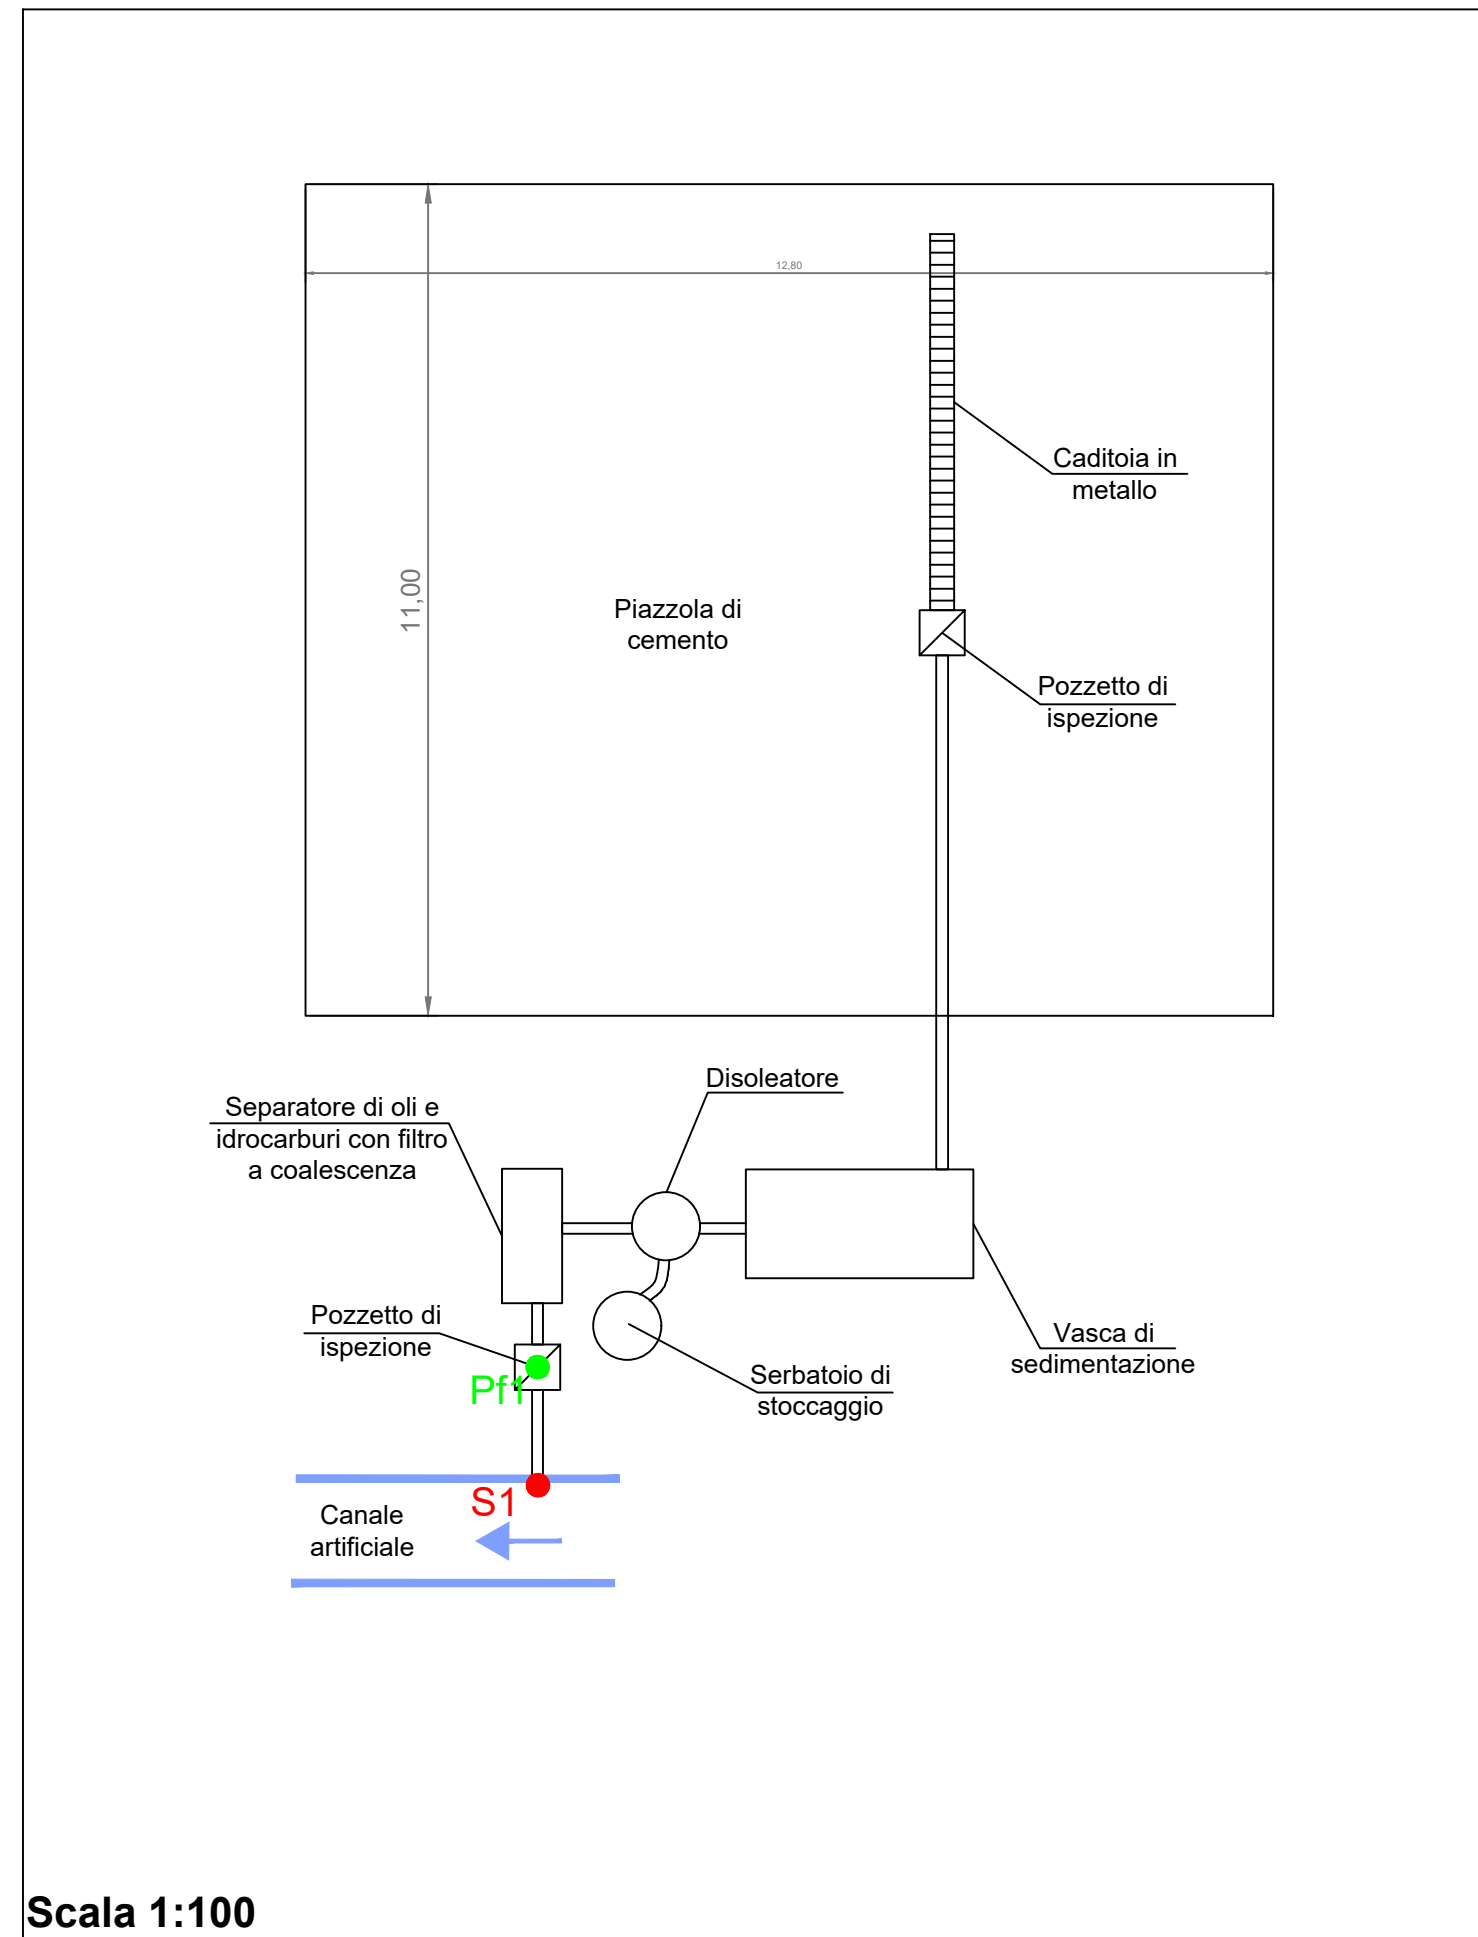 12,80
Caditoia in
metallo
11,00
Piazzola di
cemento
Pozzetto di
ispezione
Disoleatore
Separatore di oli e
idrocarburi con filtro
a coalescenza
Pozzetto di
ispezione
Pf1
Vasca di
sedimentazione
Serbatoio di
stoccaggio
S1
Canale
artificiale
Scala 1:100